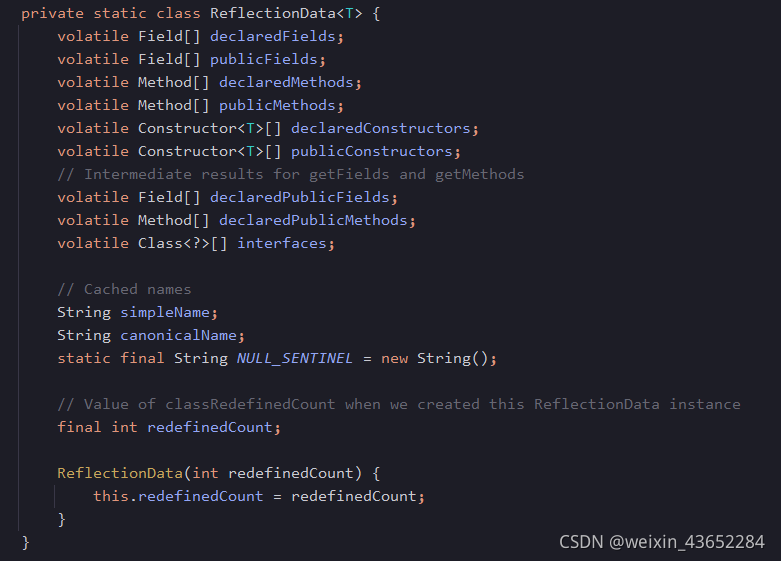 private static class ReflectionData<T> {
    volatile Field[] declaredFields;
    volatile Field[] publicFields;
    volatile Method[] declaredMethods;
    volatile Method[] publicMethods;
    volatile Constructor<T>[] declaredConstructors;
    volatile Constructor<T>[] publicConstructors;
    // Intermediate results for getFields and getMethods
    volatile Field[] declaredPublicFields;
    volatile Method[] declaredPublicMethods;
    volatile Class<?>[] interfaces;

    // Cached names
    String simpleName;
    String canonicalName;
    static final String NULL_SENTINEL = new String();

    // Value of classRedefinedCount when we created this ReflectionData instance
    final int redefinedCount;

    ReflectionData(int redefinedCount) {
        this.redefinedCount = redefinedCount;
    }
}
CSDN @weixin_43652284